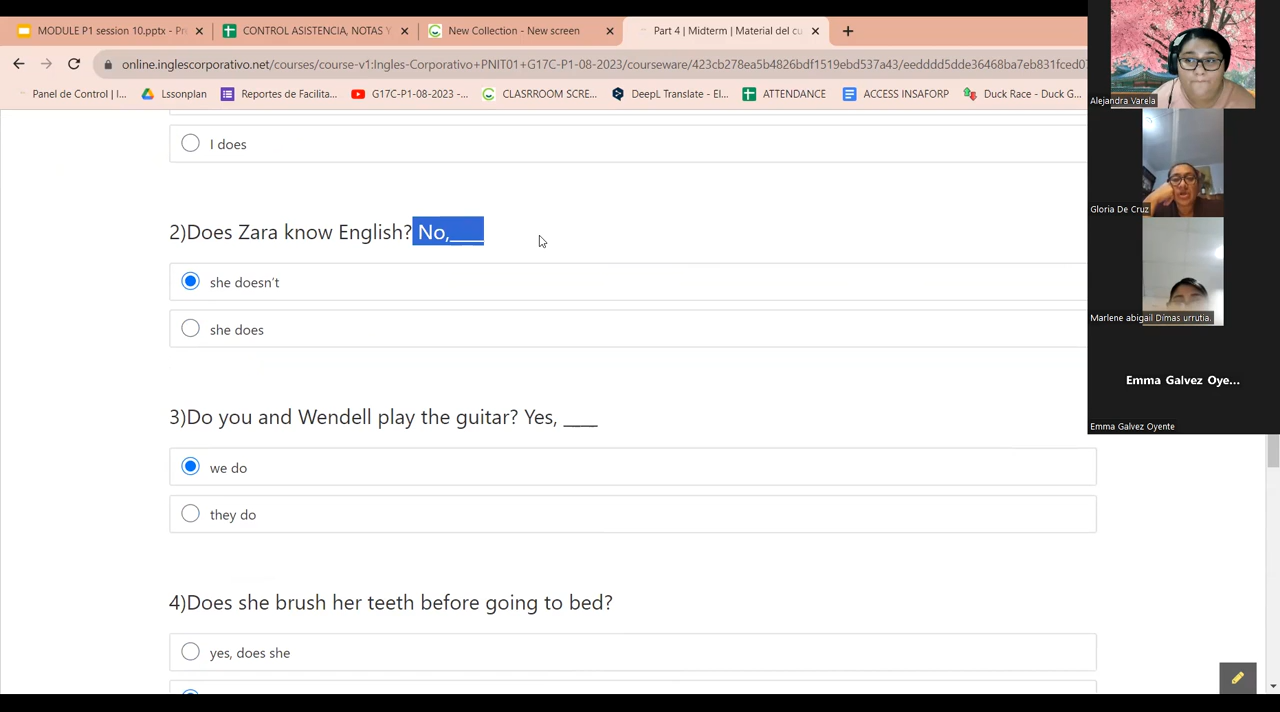 MODULE P1 session 10.pptx - Pr
CONTROL ASISTENCIA, NOTAS Y
New Collection - New screen
Part 4 | Midterm | Material del cu
online.inglescorporativo.net/courses/course-v1:Ingles-Corporativo+PNIT01+G17C-P1-08-2023/courseware/423cb278ea5b4826bdf1519ebd537a43/eedddd5dde36468ba7eb831fced07
Panel de Control | I...
Lssonplan
Reportes de Facilita...
G17C-P1-08-2023 -...
CLASRROOM SCRE...
DeepL Translate - El...
ATTENDANCE
ACCESS INSAFORP
Duck Race - Duck G...
Alejandra Varela
Gloria De Cruz
Marlene abigail Dimas urrutia.
Emma Galvez Oye...
Emma Galvez Oyente
I does
2)Does Zara know English? No,____
she doesn't
she does
3)Do you and Wendell play the guitar? Yes, ____
we do
they do
4)Does she brush her teeth before going to bed?
yes, does she